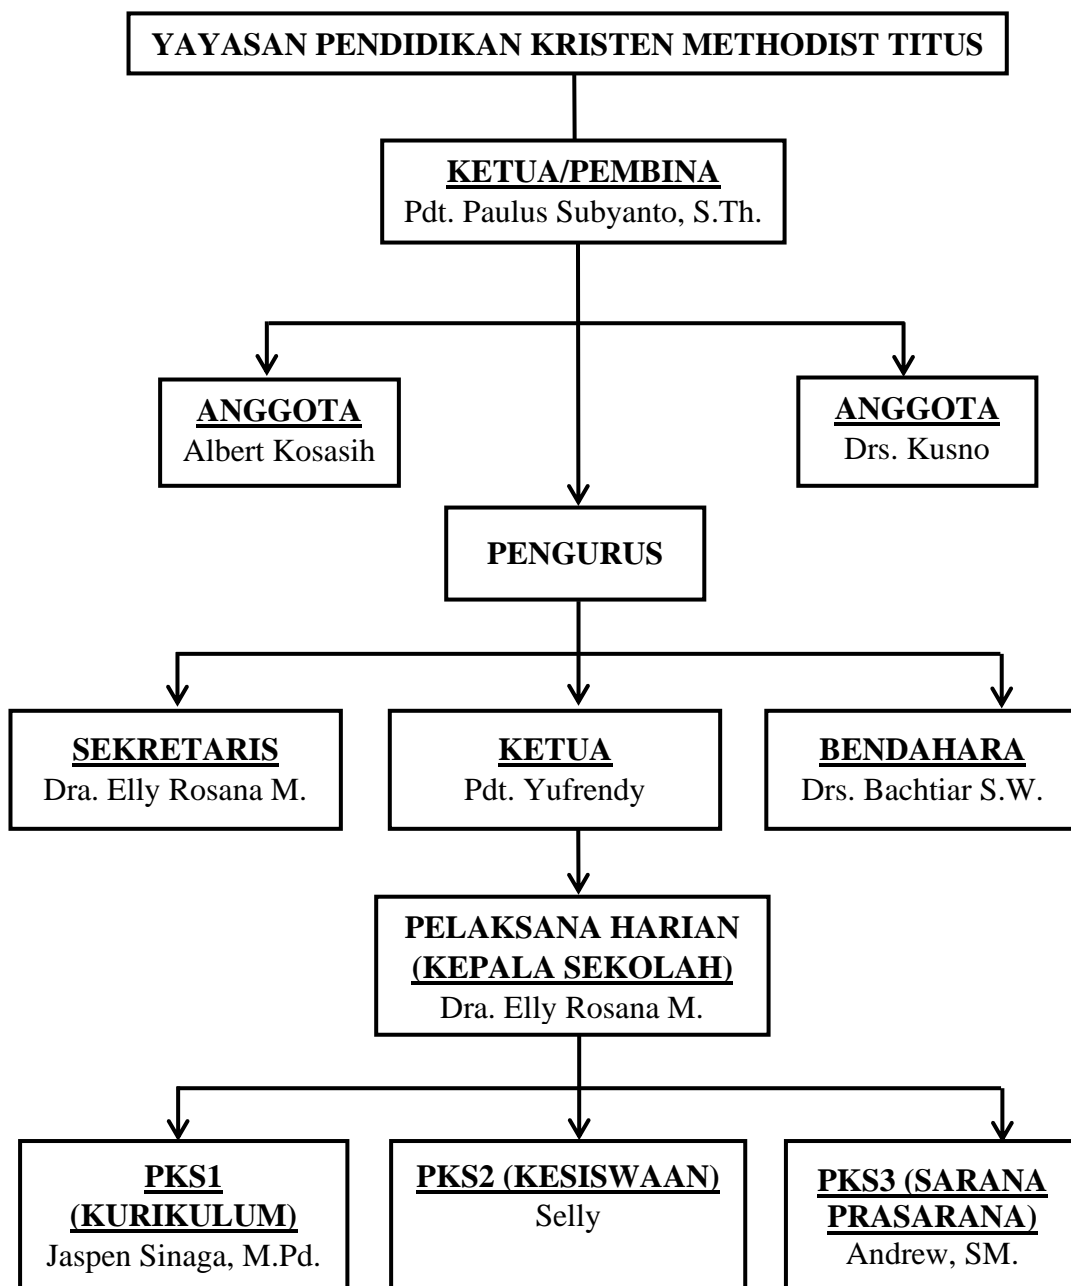 YAYASAN PENDIDIKAN KRISTEN METHODIST TITUS
KETUA/PEMBINA
Pdt. Paulus Subyanto, S.Th.
ANGGOTA
Albert Kosasih
ANGGOTA
Drs. Kusno
PENGURUS
SEKRETARIS
Dra. Elly Rosana M.
KETUA
Pdt. Yufrendy
BENDAHARA
Drs. Bachtiar S.W.
PELAKSANA HARIAN
(KEPALA SEKOLAH)
Dra. Elly Rosana M.
PKS1
(KURIKULUM)
Jaspen Sinaga, M.Pd.
PKS2 (KESISWAAN)
Selly
PKS3 (SARANA
PRASARANA)
Andrew, SM.